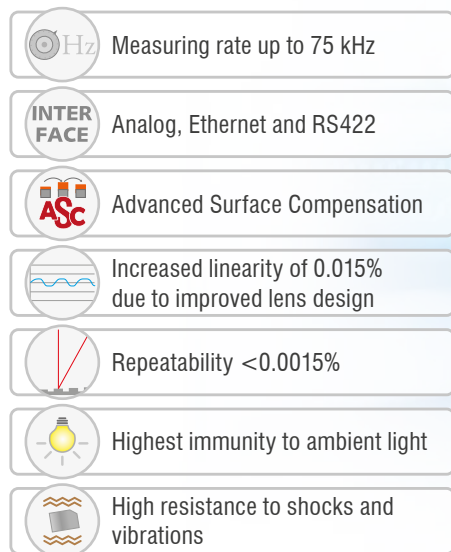 Hz
Measuring rate up to 75 kHz
INTER
FACE
Analog, Ethernet and RS422
ASC
Advanced Surface Compensation
Increased linearity of 0.015%
due to improved lens design
Repeatability <0.0015%
Highest immunity to ambient light
High resistance to shocks and
vibrations